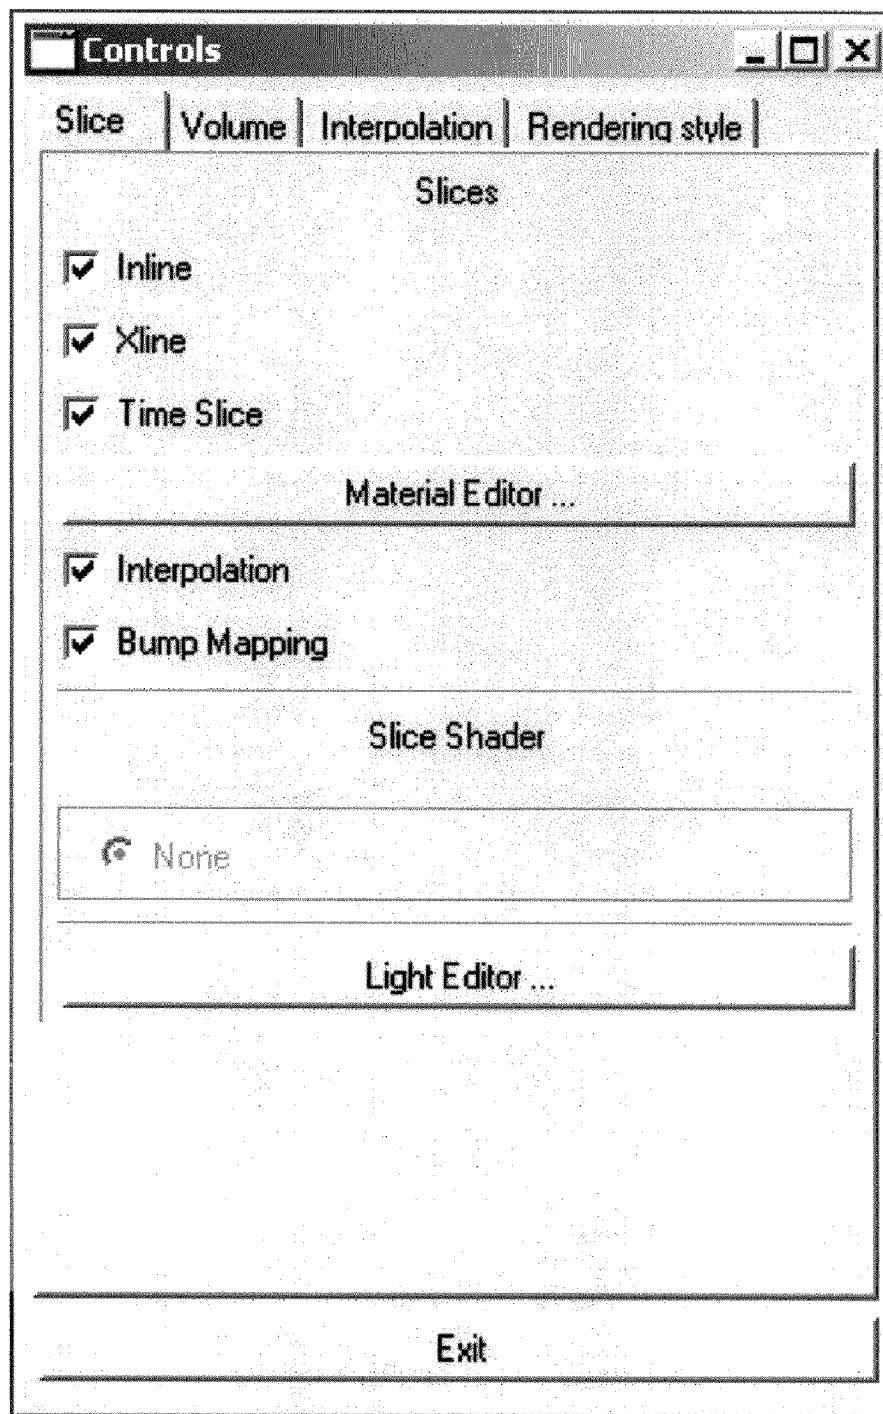 Controls
Slice Volume Interpolation Rendering style
Slices
Inline
Xline
Time Slice
Material Editor ...
Interpolation
Bump Mapping
Slice Shader
None
Light Editor ...
Exit